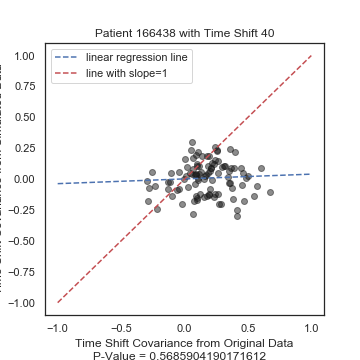 Patient 166438 with Time Shift 40
linear regression line
line with slope=1
1.00
0.75
0.50
0.25
0.00
−0.25
−0.50
−0.75
−1.00
−1.0 −0.5 0.0 0.5 1.0
Time Shift Covariance from Original Data
P-Value = 0.5685904190171612